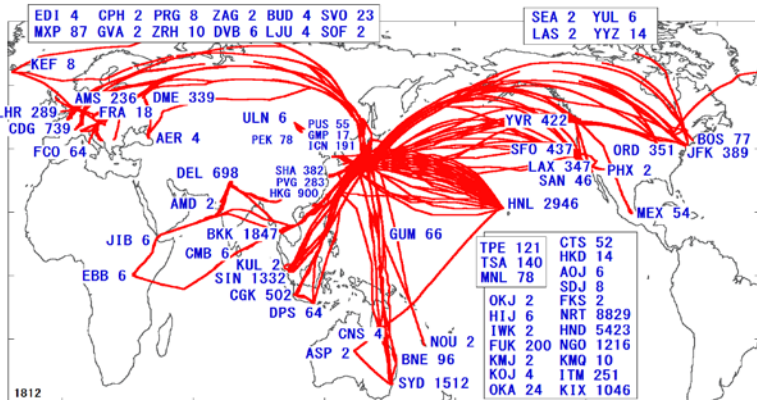 EDI 4 CPH 2 PRG 8 ZAG 2 BUD 4 SVO 23
MXP 87 GVA 2 ZRH 10 DVB 6 LJU 4 SOF 2
SEA 2 YUL 6
LAS 2 YYZ 14
KEF 8
AMS 236
DME 339
LHR 289
FRA 18
CDG 739
AER 4
FCO 64
ULN 6
PEK 78
PUS 55
GMP 17
ICN 191
YVR 422
SFO 437
ORD 351
BOS 77
JFK 389
LAX 347
PHX 2
SAN 46
DEL 698
SHA 382
PVG 283
HKG 900
AMD 2
HNL 2946
MEX 54
JIB 6
BKK 1847
GUM 66
CMB 6
EBB 6
KUL 2
SIN 1332
CGK 502
DPS 64
CNS 4
NOU 2
ASP 2
BNE 96
SYD 1512
TPE 121
TSA 140
MNL 78
CTS 52
HKD 14
AOJ 6
SDJ 8
OKJ 2 FKS 2
HIJ 6 NRT 8829
IWK 2 HND 5423
FUK 200 NGO 1216
KMJ 2 KMQ 10
KOJ 4 ITM 251
OKA 24 KIX 1046
1812